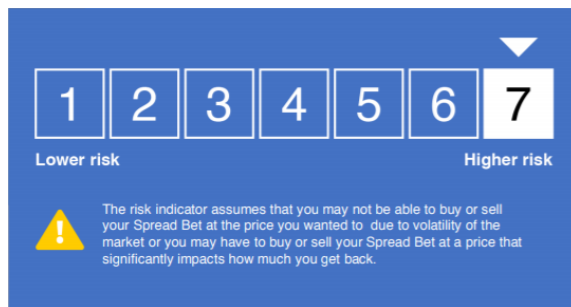 1 2 3 4 5 6 7
Lower risk Higher risk
The risk indicator assumes that you may not be able to buy or sell
your Spread Bet at the price you wanted to due to volatility of the
market or you may have to buy or sell your Spread Bet at a price that
significantly impacts how much you get back.